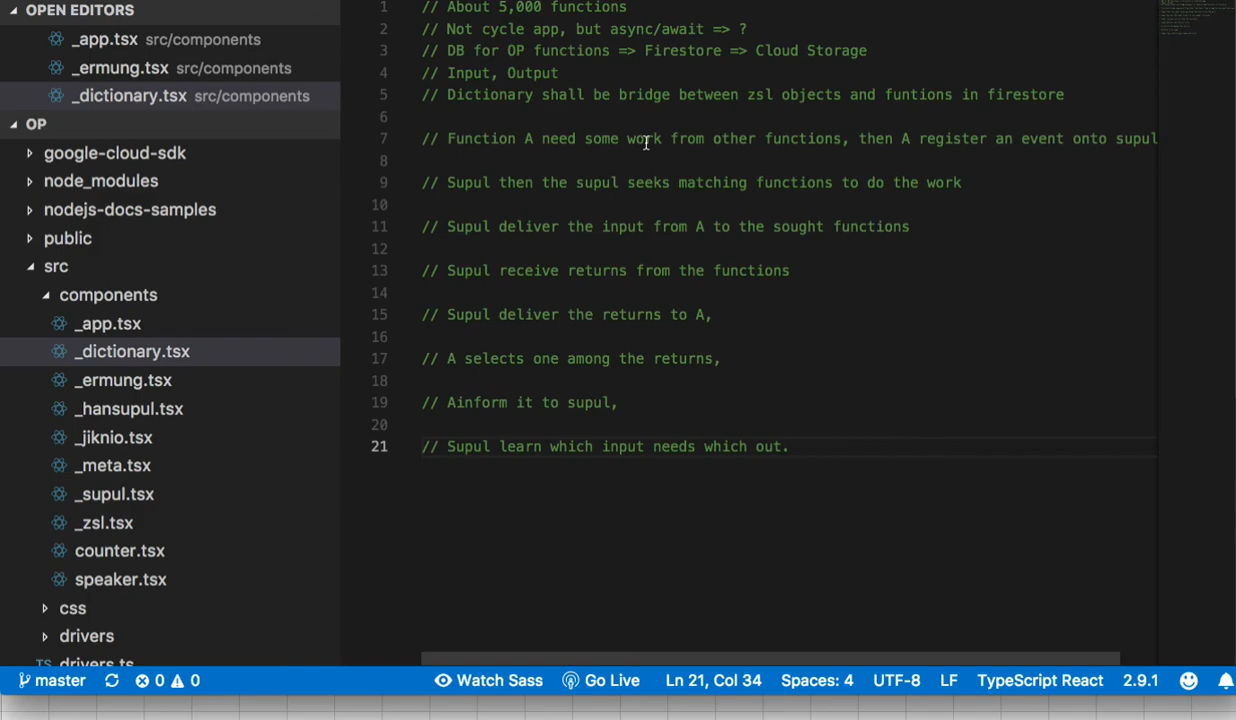 OPEN EDITORS
_app.tsx src/components
_ermung.tsx src/components
_dictionary.tsx src/components
OP
google-cloud-sdk
node_modules
nodejs-docs-samples
public
src
components
_app.tsx
_dictionary.tsx
_ermung.tsx
_hansupul.tsx
_jiknio.tsx
_meta.tsx
_supul.tsx
_zsl.tsx
counter.tsx
speaker.tsx
css
drivers
TS drivers.ts
1 // About 5,000 functions
2 // Not cycle app, but async/await => ?
3 // DB for OP functions => Firestore => Cloud Storage
4 // Input, Output
5 // Dictionary shall be bridge between zsl objects and funtions in firestore
6
7 // Function A need some work from other functions, then A register an event onto supul
8
9 // Supul then the supul seeks matching functions to do the work
10
11 // Supul deliver the input from A to the sought functions
12
13 // Supul receive returns from the functions
14
15 // Supul deliver the returns to A,
16
17 // A selects one among the returns,
18
19 // Ainform it to supul,
20
21 // Supul learn which input needs which out.
master 0 0 Watch Sass Go Live Ln 21, Col 34 Spaces: 4 UTF-8 LF TypeScript React 2.9.1